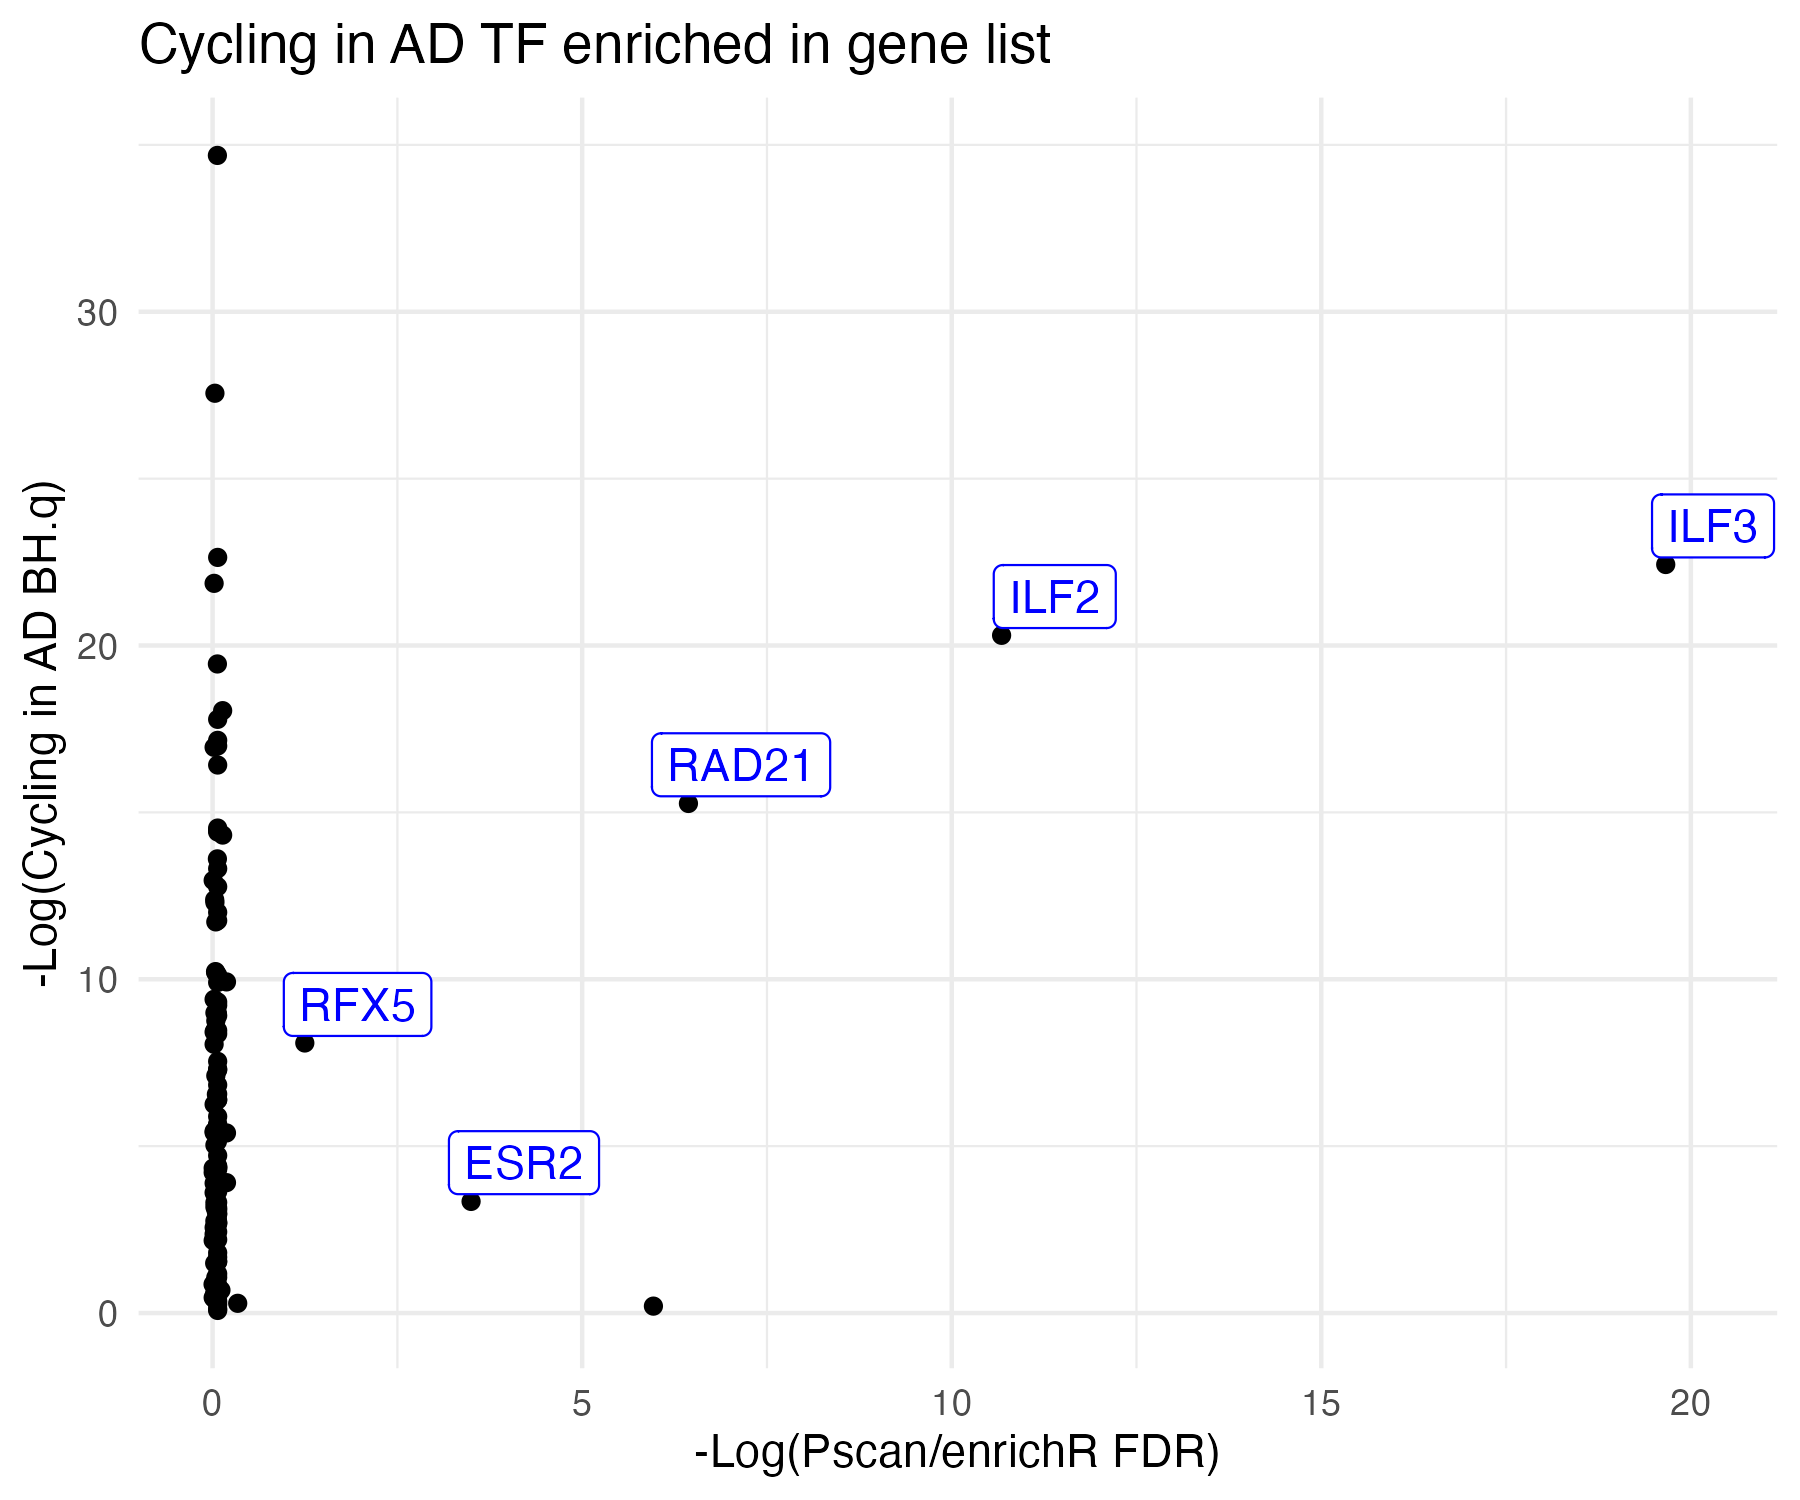 Cycling in AD TF enriched in gene list
-Log(Cycling in AD BH.q)
30
20
10
0
ILF3
ILF2
RAD21
RFX5
ESR2
0
5
10
15
20
-Log(Pscan/enrichR FDR)